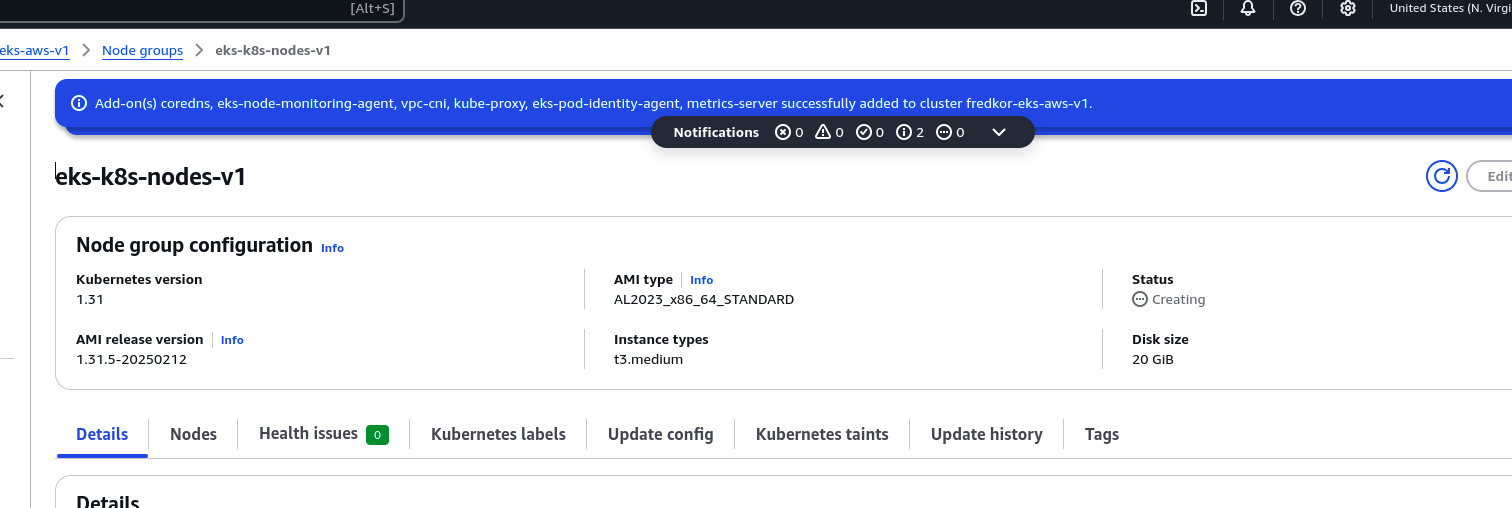 [Alt+S]
United States (N. Virgi
eks-aws-v1 Node groups eks-k8s-nodes-v1
Add-on(s) coredns, eks-node-monitoring-agent, vpc-cni, kube-proxy, eks-pod-identity-agent, metrics-server successfully added to cluster fredkor-eks-aws-v1.
Notifications 0 0 0 2 0
eks-k8s-nodes-v1
Edit
Node group configuration Info
Kubernetes version
1.31
AMI type Info
AL2023_x86_64_STANDARD
Status
Creating
AMI release version Info
1.31.5-20250212
Instance types
t3.medium
Disk size
20 GiB
Details Nodes Health issues 0 Kubernetes labels Update config Kubernetes taints Update history Tags
Details